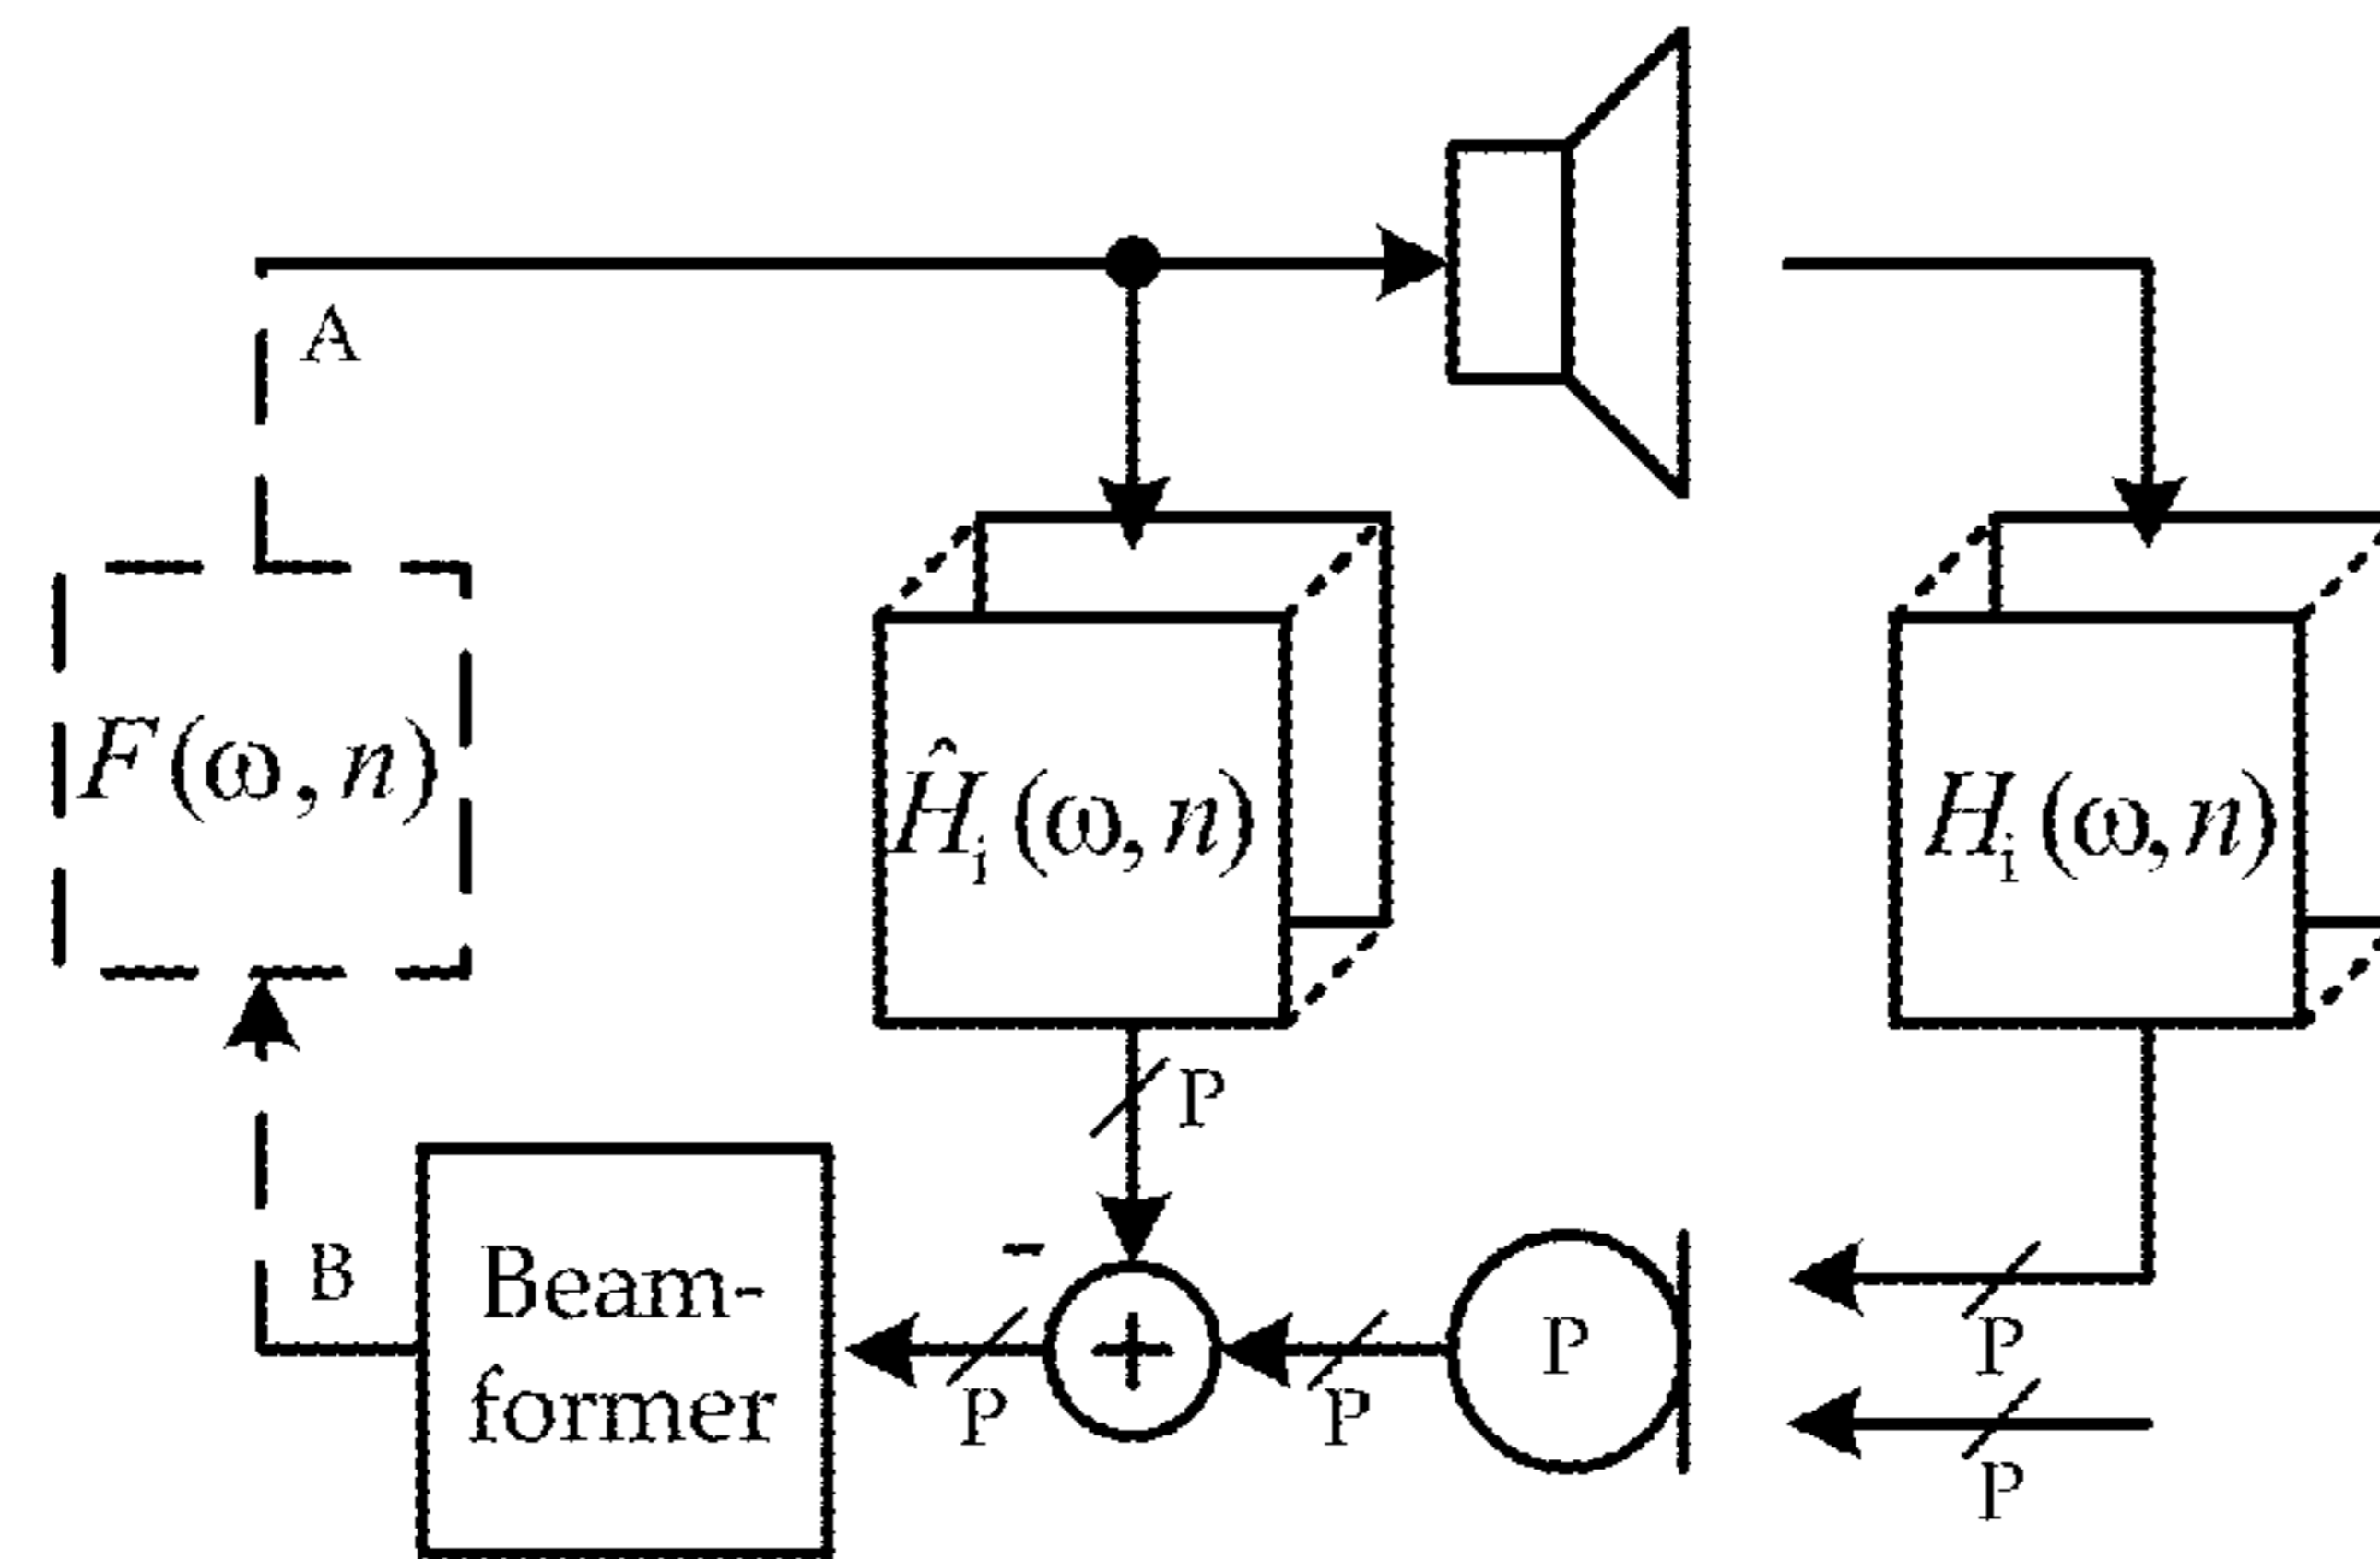 A
F(ω, n)
Ĥi(ω, n)
Hi(ω, n)
P
B
Beam-
former
-
+
P
P
P
P
P